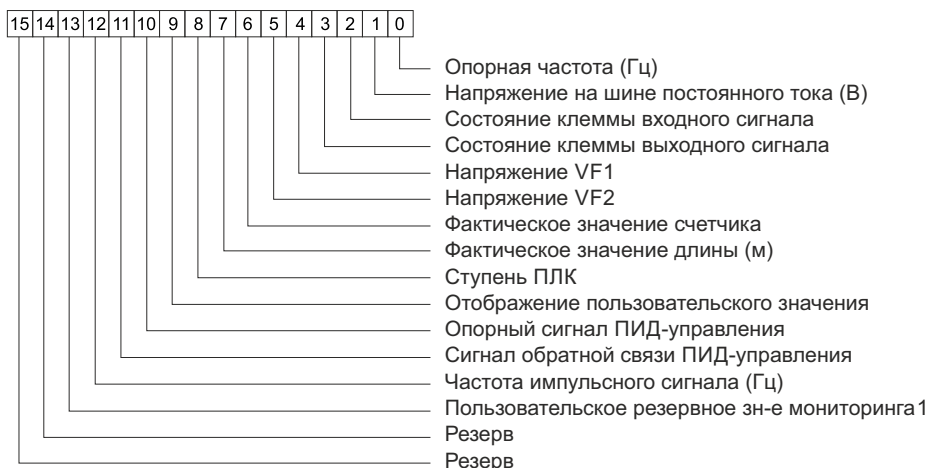 15 14 13 12 11 10 9 8 7 6 5 4 3 2 1 0
Опорная частота (Гц)
Напряжение на шине постоянного тока (В)
Состояние клеммы входного сигнала
Состояние клеммы выходного сигнала
Напряжение VF1
Напряжение VF2
Фактическое значение счетчика
Фактическое значение длины (м)
Ступень ПЛК
Отображение пользовательского значения
Опорный сигнал ПИД-управления
Сигнал обратной связи ПИД-управления
Частота импульсного сигнала (Гц)
Пользовательское резервное зн-е мониторинга1
Резерв
Резерв